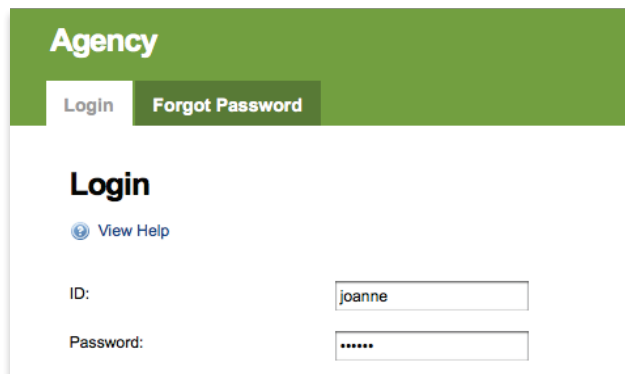 Agency
Login Forgot Password
Login
View Help
ID: joanne
Password: ••••••